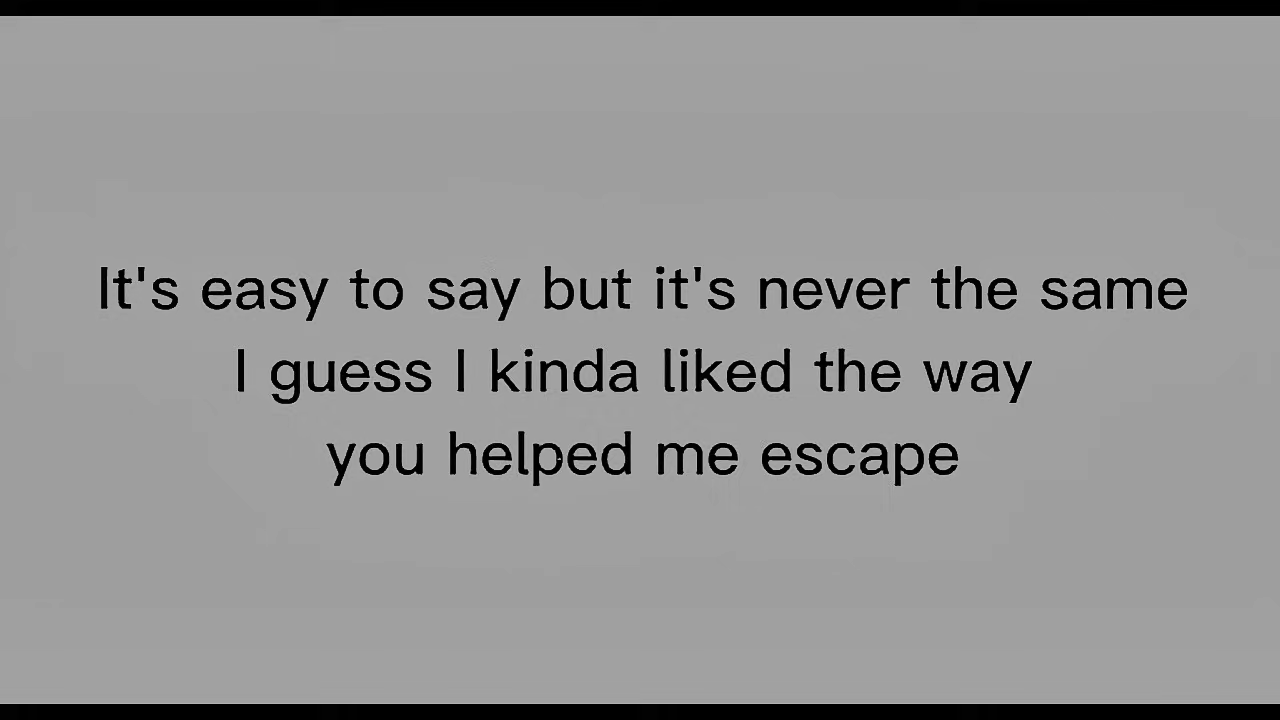 It's easy to say but it's never the same
I guess I kinda liked the way
you helped me escape